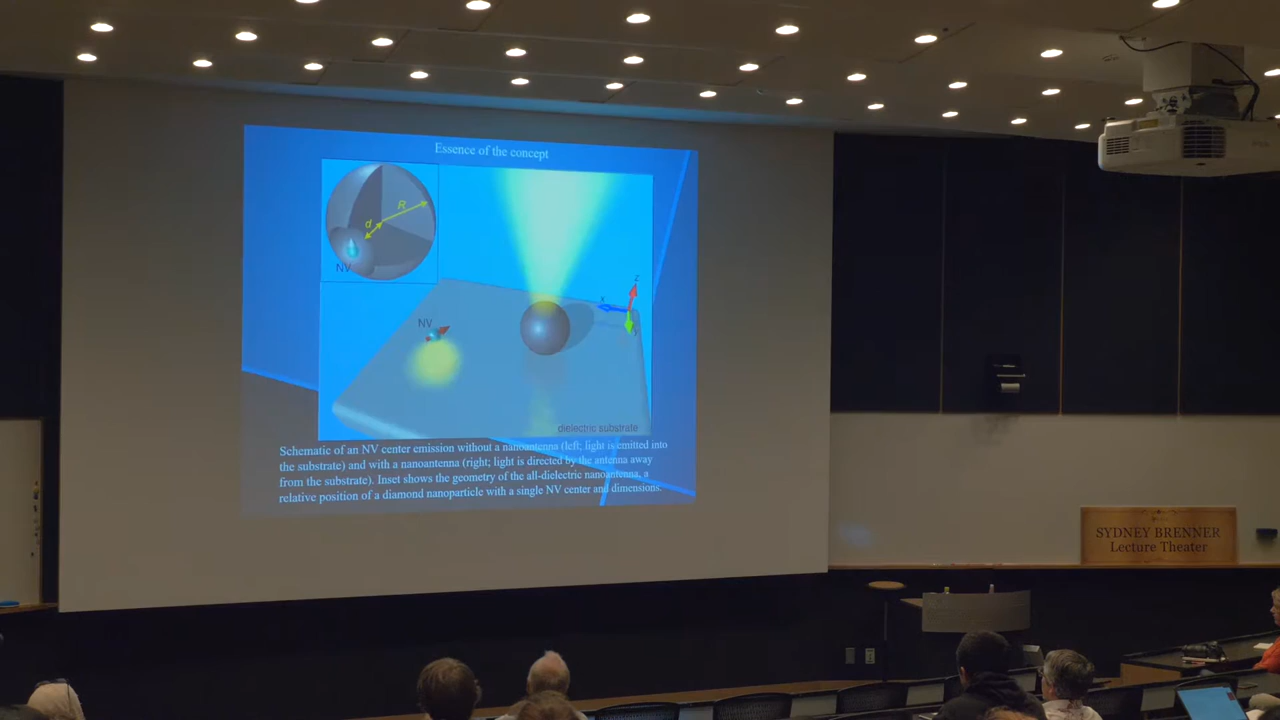 Essence of the concept
R
d
NV
NV
z
x
y
dielectric substrate
Schematic of an NV center emission without a nanoantenna (left; light is emitted into
the substrate) and with a nanoantenna (right; light is directed by the antenna away
from the substrate). Inset shows the geometry of the all-dielectric nanoantenna, a
relative position of a diamond nanoparticle with a single NV center and dimensions.
SYDNEY BRENNER
Lecture Theater